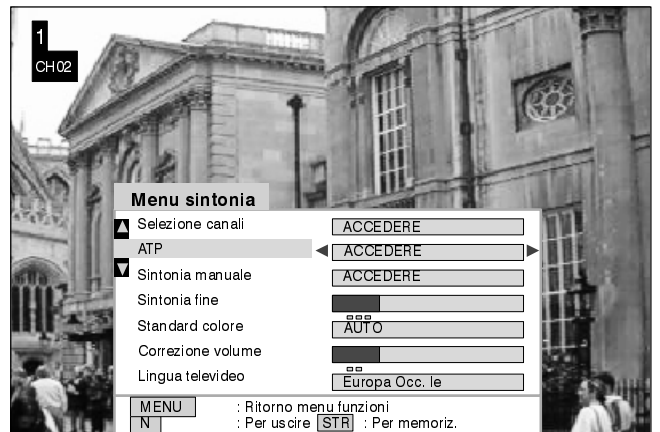 1
CH02
Menu sintonia
Selezione canali ACCEDERE
ATP ACCEDERE
Sintonia manuale ACCEDERE
Sintonia fine
Standard colore AUTO
Correzione volume
Lingua televideo Europa Occ. le
MENU : Ritorno menu funzioni
N : Per uscire STR : Per memoriz.